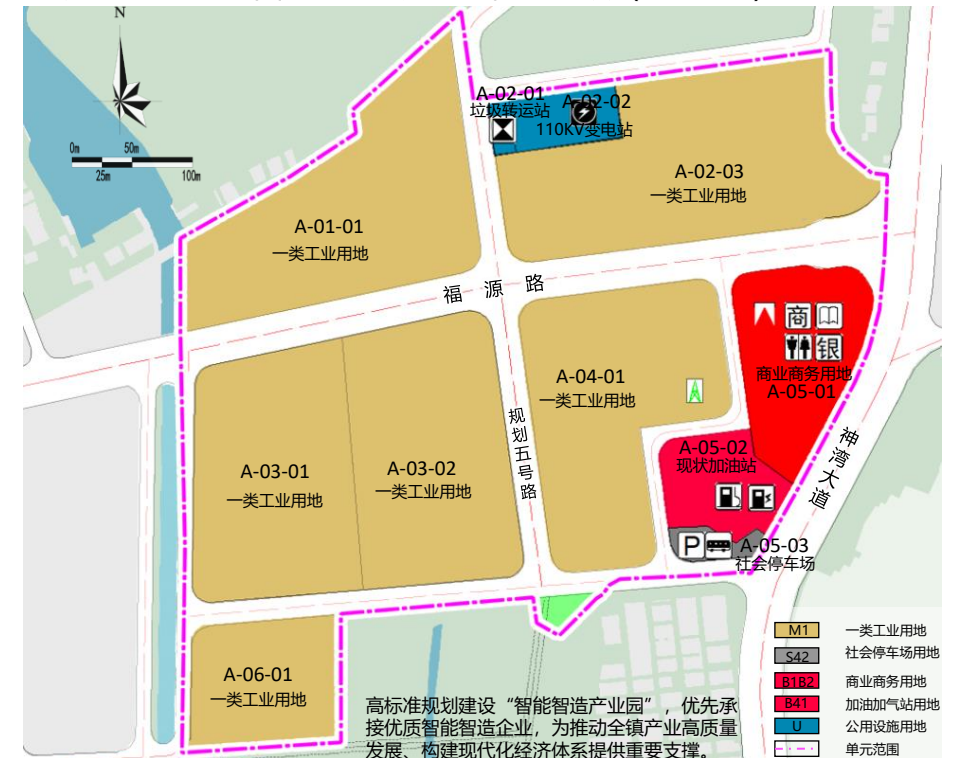 N
0m 50m
25m 100m
A-02-01
垃圾转运站
A-02-02
110KV变电站
A-02-03
一类工业用地
A-01-01
一类工业用地
福源路
商
银
商业商务用地
A-05-01
A-04-01
一类工业用地
规划五号路
神湾大道
A-03-01
一类工业用地
A-03-02
一类工业用地
A-05-02
现状加油站
P
A-05-03
社会停车场
A-06-01
一类工业用地
高标准规划建设“智能智造产业园”，优先承
接优质智能智造企业，为推动全镇产业高质量
发展、构建现代化经济体系提供重要支撑。
M1 一类工业用地
S42 社会停车场用地
B1B2 商业商务用地
B41 加油加气站用地
U 公用设施用地
单元范围